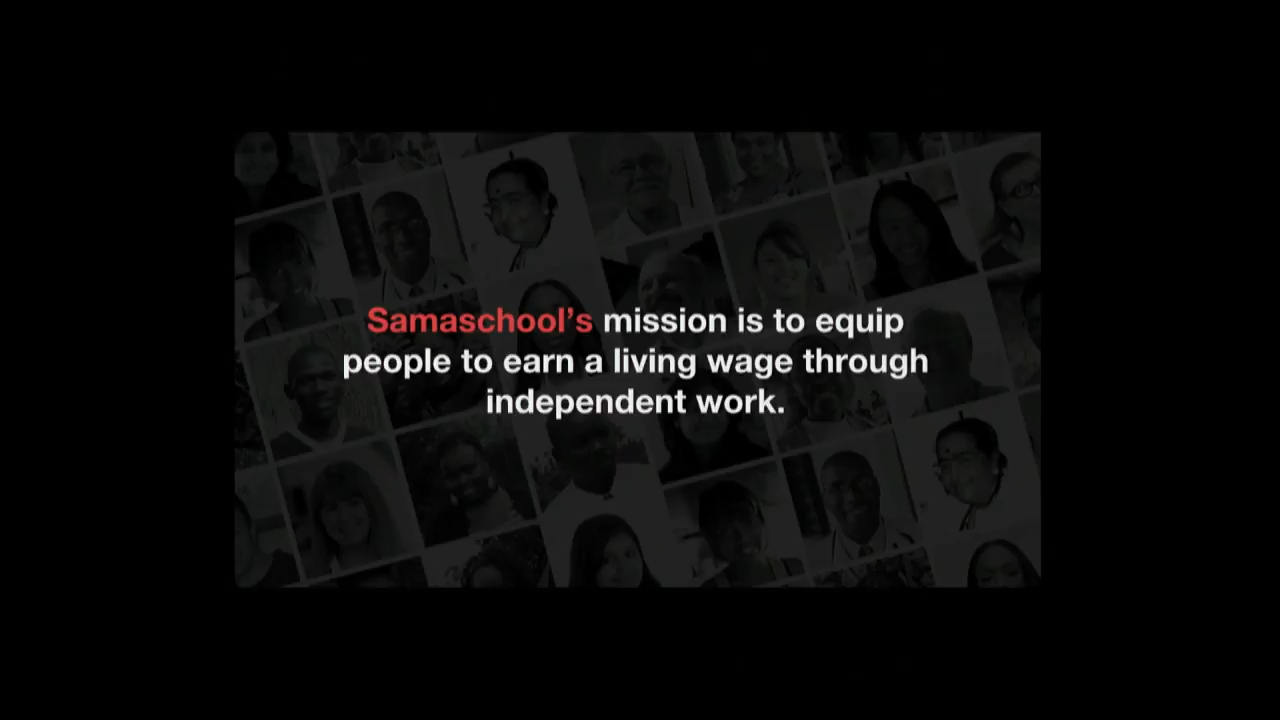 Samaschool’s mission is to equip
people to earn a living wage through
independent work.